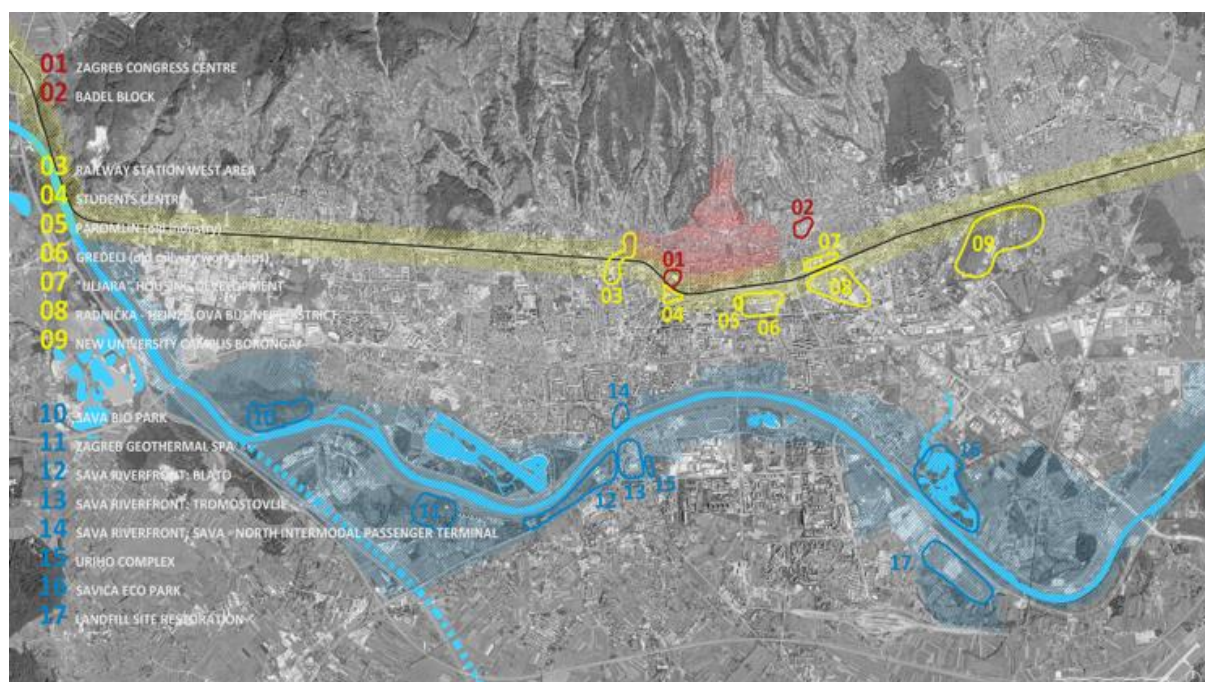 01 ZAGREB CONGRESS CENTRE
02 BADEL BLOCK
03 RAILWAY STATION WEST AREA
04 STUDENTS CENTRE
05 PAROMLIN (old industry)
06 GREDELJ (old railway workshops)
07 "ULJARA" HOUSING DEVELOPMENT
08 RADNIČKA - HEINZELOVA BUSINESS DISTRICT
09 NEW UNIVERSITY CAMPUS BORONGAJ
10 SAVA BIO PARK
11 ZAGREB GEOTHERMAL SPA
12 SAVA RIVERFRONT: BLATO
13 SAVA RIVERFRONT: TROMOSTOVLJE
14 SAVA RIVERFRONT; SAVA - NORTH INTERMODAL PASSENGER TERMINAL
15 URIHO COMPLEX
16 SAVICA ECO PARK
17 LANDFILL SITE RESTORATION
02
07
09
01
03
08
04
05
06
14
10
16
15
13
12
11
17